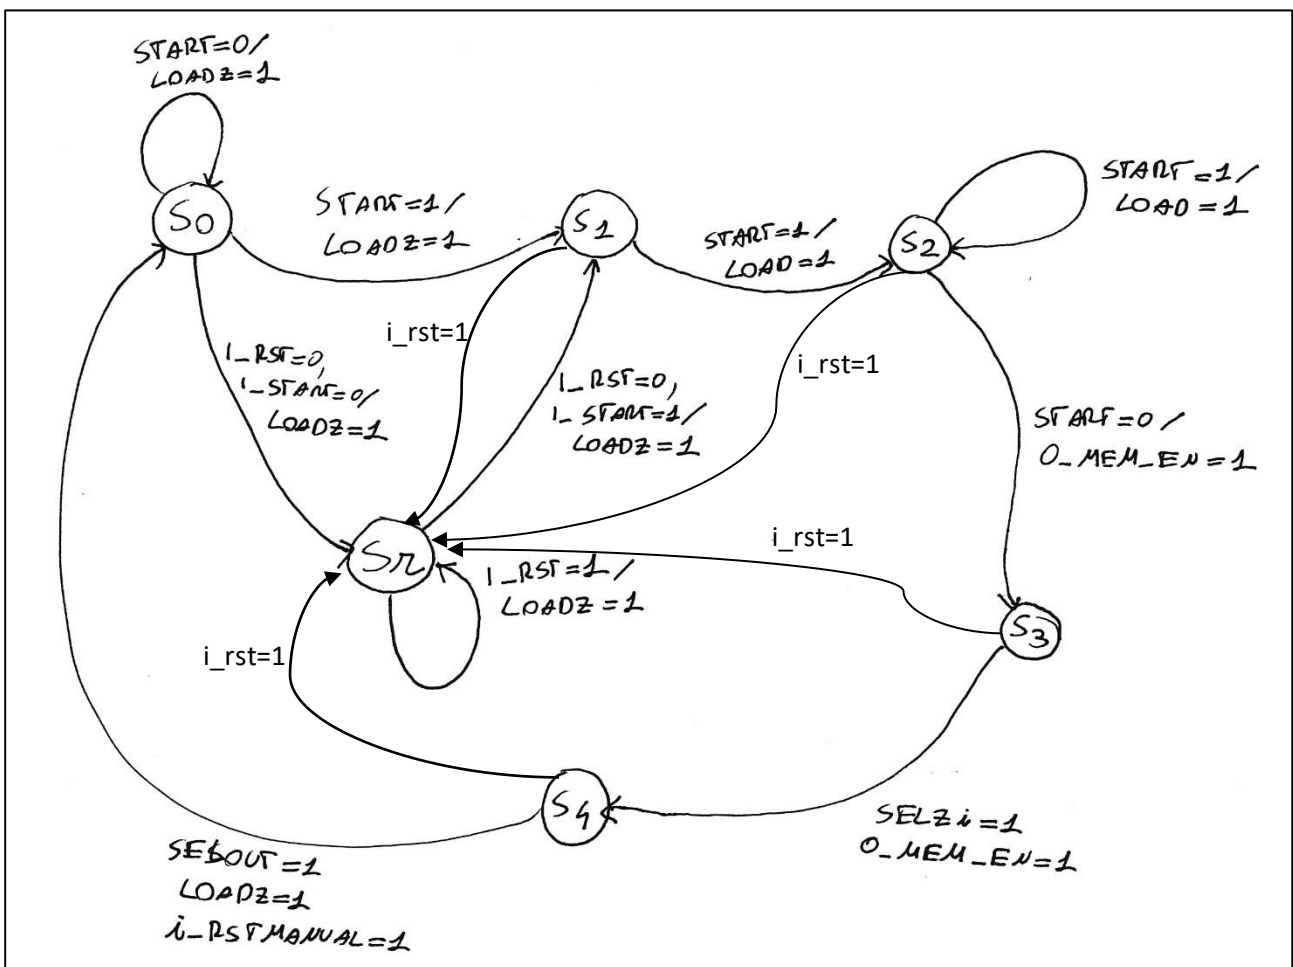 START=0/
LOADZ=1
S0
START=1/
LOADZ=1
S1
START=1/
LOAD=1
S2
START=1/
LOAD=1
i_rst=1
i_rst=1
I_RST=0,
I_START=0/
LOADZ=1
I_RST=0,
I_START=1/
LOADZ=1
START=0/
O_MEM_EN=1
i_rst=1
Sr
I_RST=1/
LOADZ=1
S3
i_rst=1
S4
SELZi=1
O_MEM_EN=1
SELOUT=1
LOADZ=1
i_RSTMANUAL=1